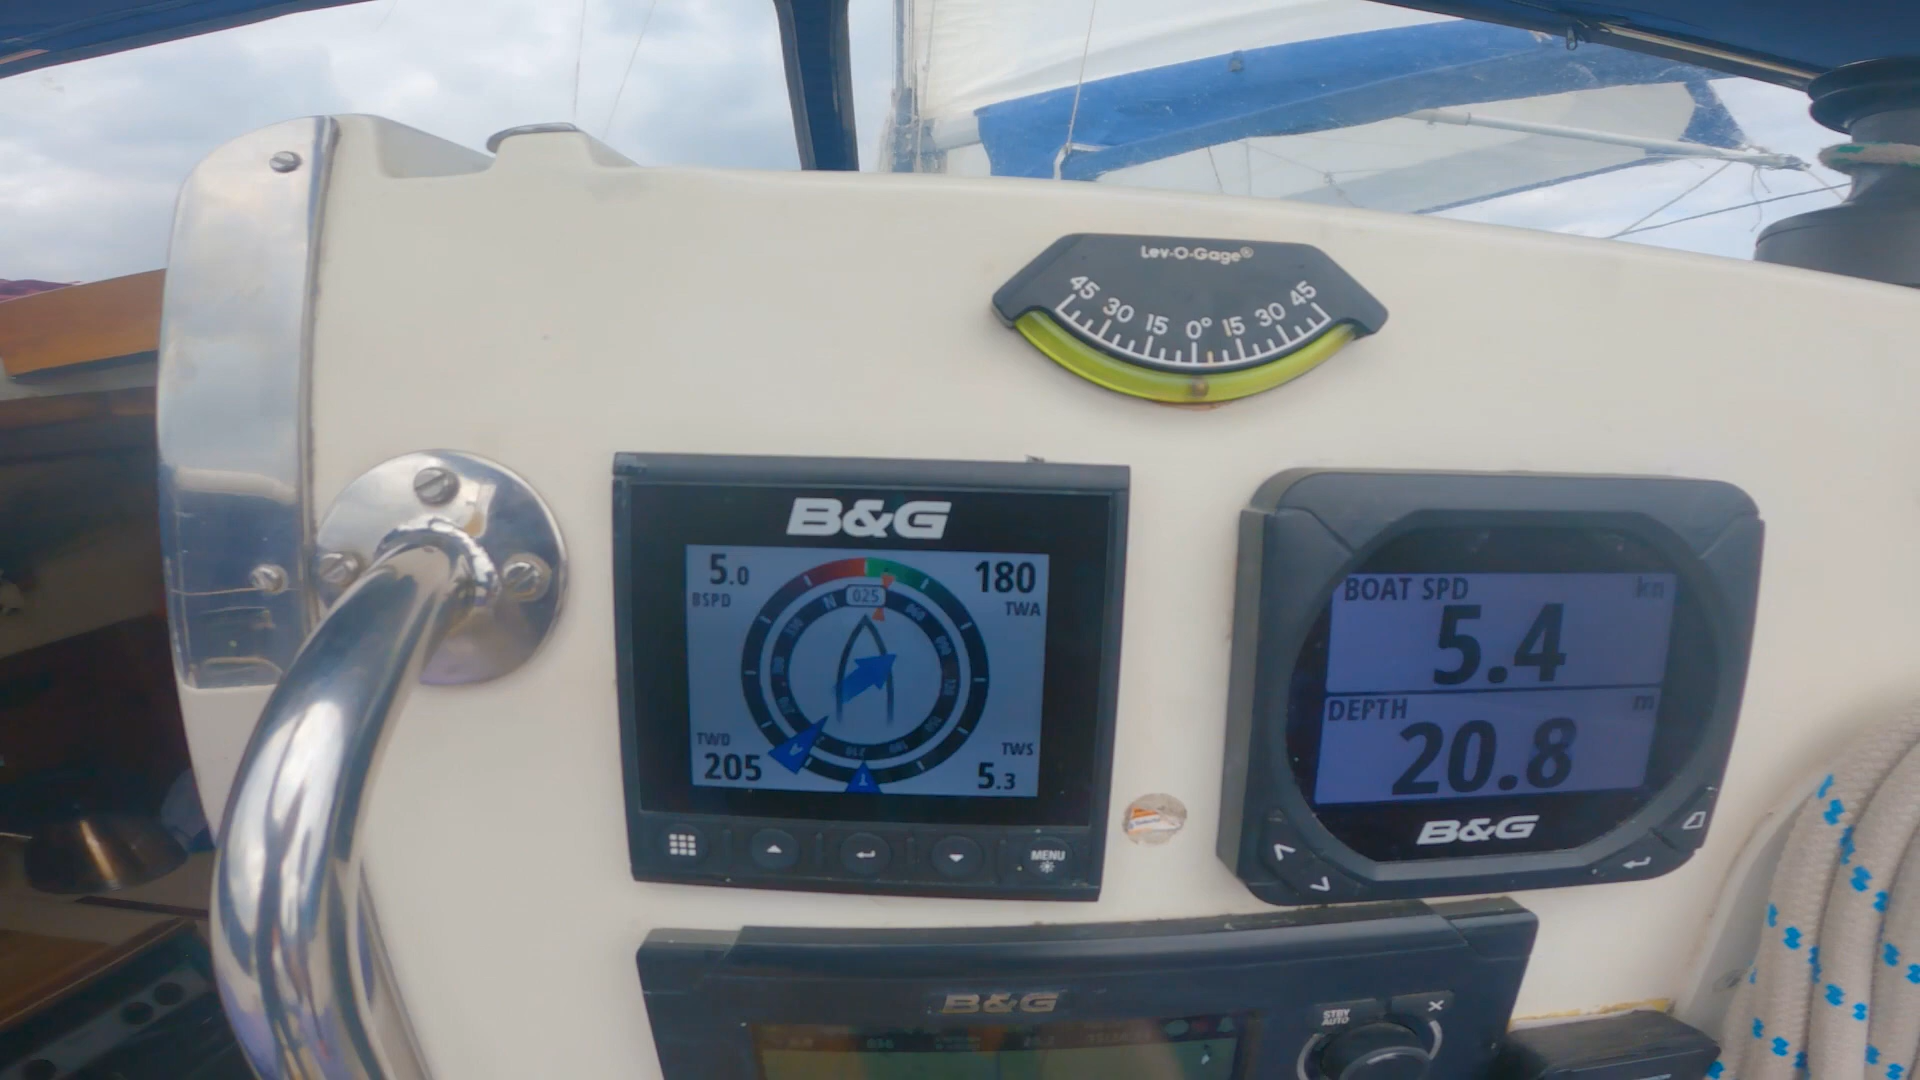 Lev-O-Gage®
45 30 15 0° 15 30 45
B&G
5.0
BSPD
180
TWA
025
N
TWD
205
TWS
5.3
MENU
BOAT SPD kn
5.4
DEPTH m
20.8
B&G
B&G
STBY
AUTO